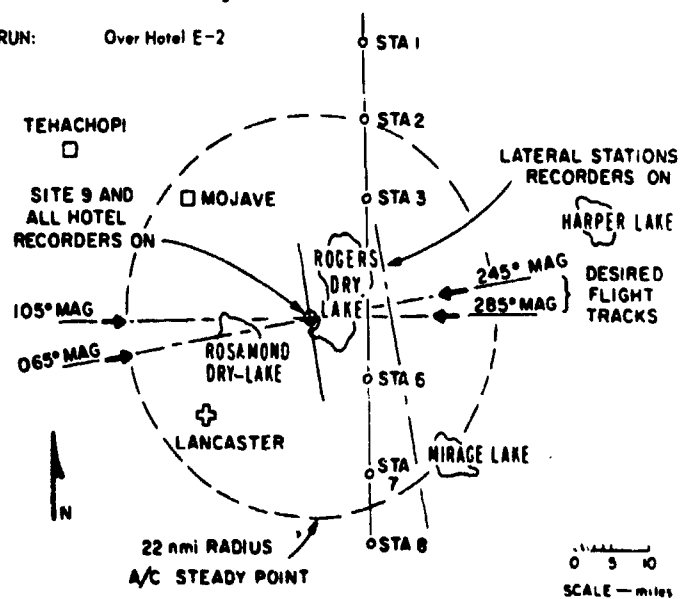 RUN: Over Hotel E-2
STA 1
STA 2
TEHACHOPI
LATERAL STATIONS
RECORDERS ON
SITE 9 AND
ALL HOTEL
RECORDERS ON
MOJAVE
STA 3
HARPER LAKE
ROGERS
DRY
LAKE
245° MAG
285° MAG
DESIRED
FLIGHT
TRACKS
105° MAG
065° MAG
ROSAMOND
DRY-LAKE
STA 6
LANCASTER
MIRAGE LAKE
STA
7
N
STA 8
22 nmi RADIUS
A/C STEADY POINT
0 5 10
SCALE — miles